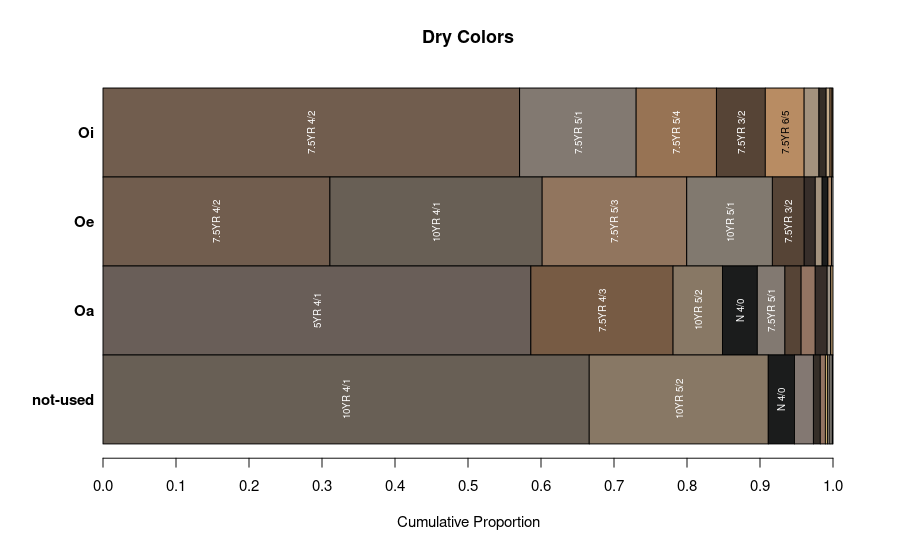 Dry Colors
Oi
7.5YR 4/2
7.5YR 5/1
7.5YR 5/4
7.5YR 3/2
7.5YR 6/5
Oe
7.5YR 4/2
10YR 4/1
7.5YR 5/3
10YR 5/1
7.5YR 3/2
Oa
5YR 4/1
7.5YR 4/3
10YR 5/2
N 4/0
7.5YR 5/1
not-used
10YR 4/1
10YR 5/2
N 4/0
0.0 0.1 0.2 0.3 0.4 0.5 0.6 0.7 0.8 0.9 1.0
Cumulative Proportion